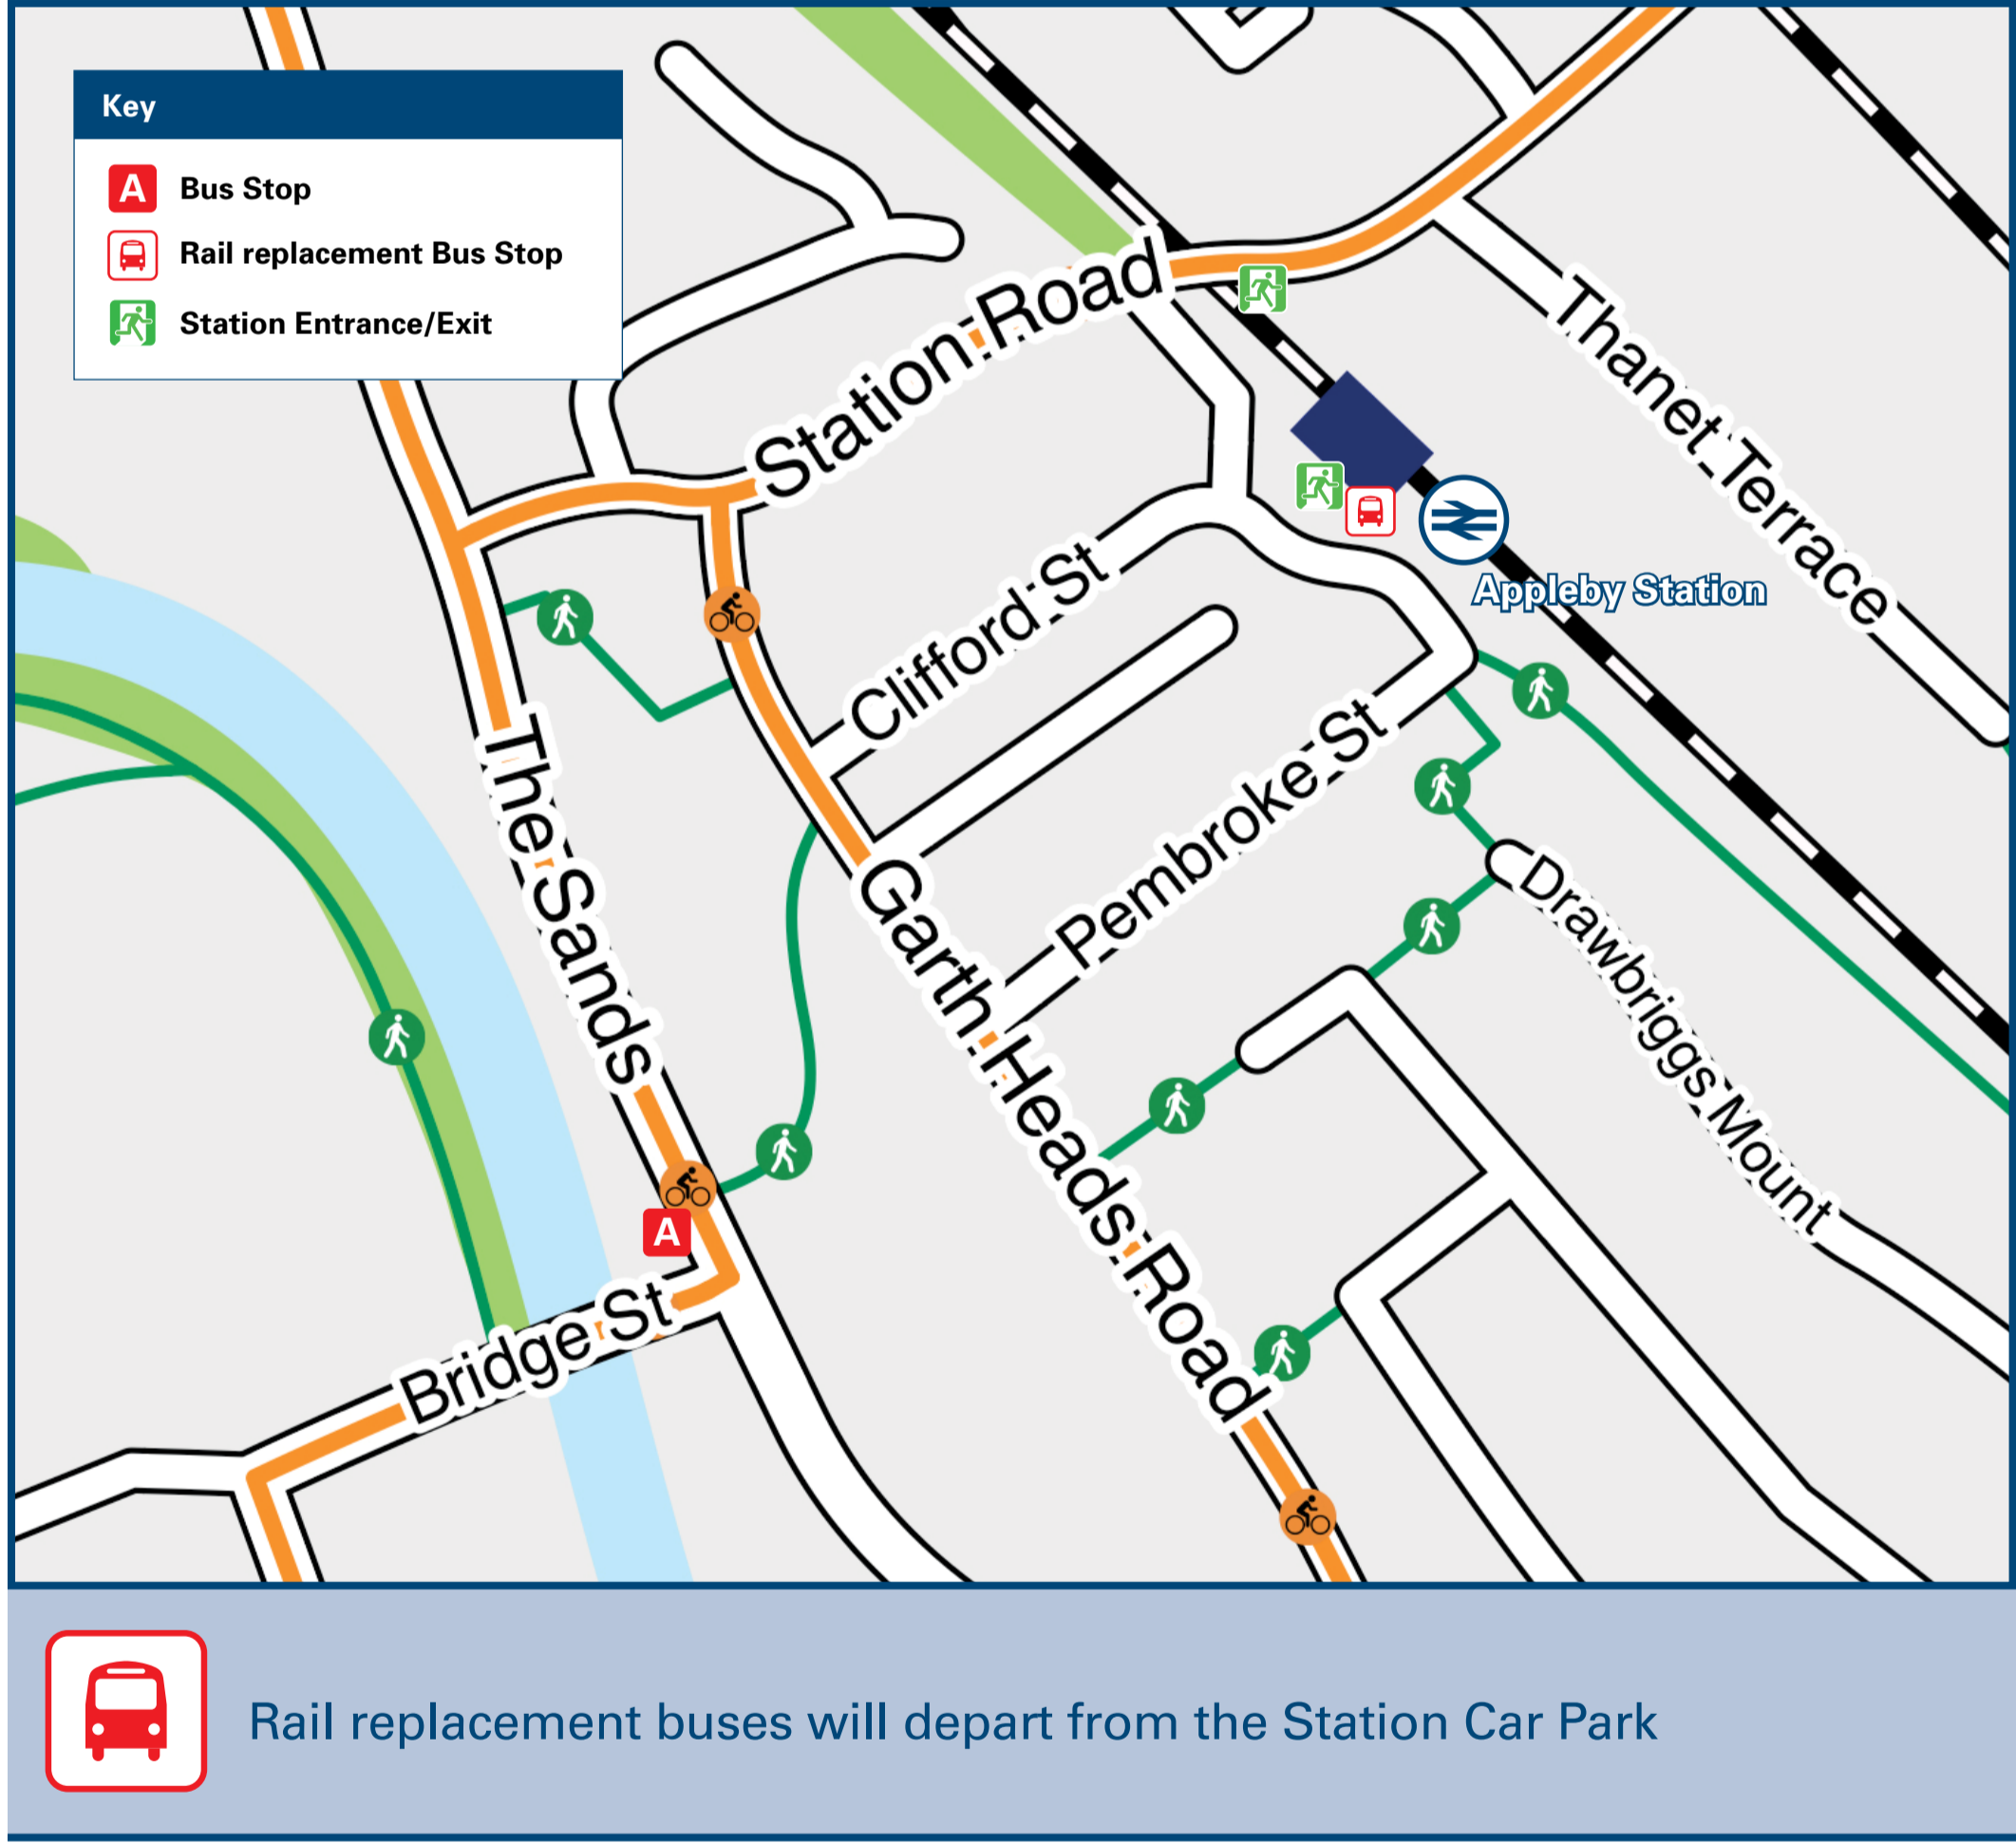 Key
A
Bus Stop
Rail replacement Bus Stop
Station Entrance/Exit
Station Road
Thanet Terrace
Appleby Station
Clifford St
The Sands
Pembroke St
Garth Heads Road
Drawbriggs Mount
A
Bridge St
Rail replacement buses will depart from the Station Car Park